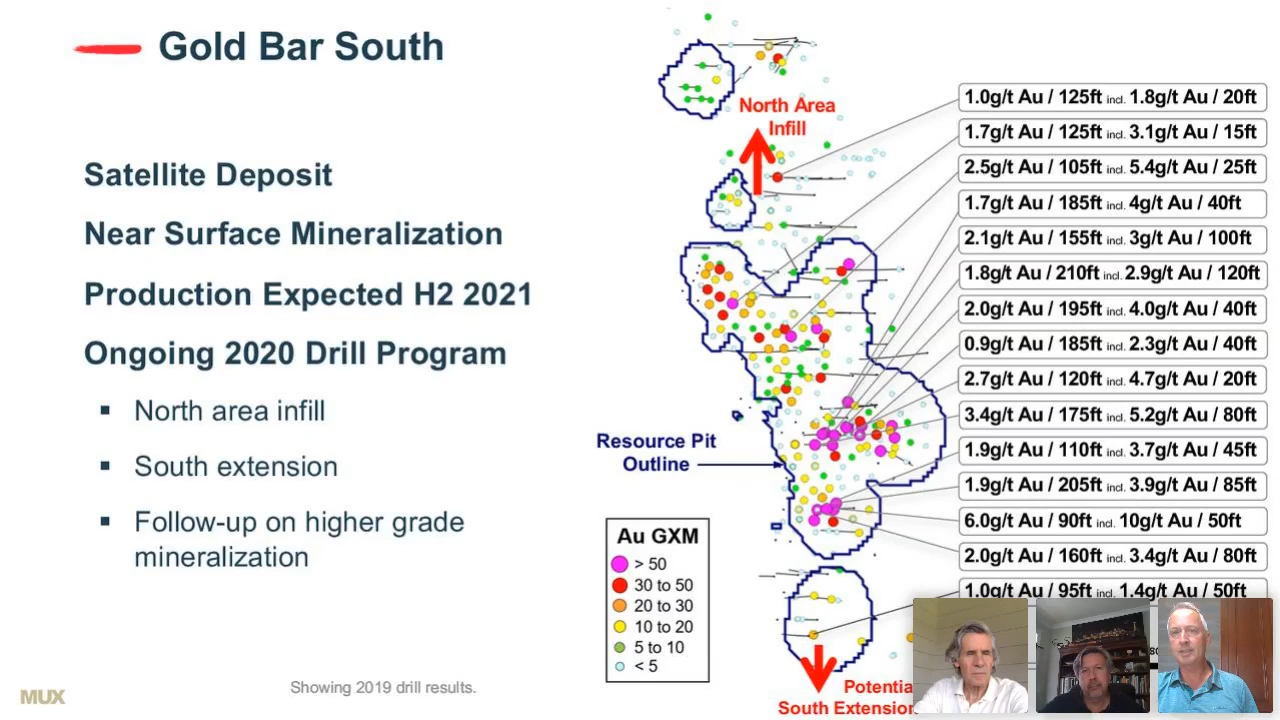 Gold Bar South
Satellite Deposit
Near Surface Mineralization
Production Expected H2 2021
Ongoing 2020 Drill Program
▪ North area infill
▪ South extension
▪ Follow-up on higher grade
mineralization
Showing 2019 drill results.
MUX
North Area
Infill
Resource Pit
Outline
Au GXM
> 50
30 to 50
20 to 30
10 to 20
5 to 10
< 5
Potentia
South Extension
1.0g/t Au / 125ft incl. 1.8g/t Au / 20ft
1.7g/t Au / 125ft incl. 3.1g/t Au / 15ft
2.5g/t Au / 105ft incl. 5.4g/t Au / 25ft
1.7g/t Au / 185ft incl. 4g/t Au / 40ft
2.1g/t Au / 155ft incl. 3g/t Au / 100ft
1.8g/t Au / 210ft incl. 2.9g/t Au / 120ft
2.0g/t Au / 195ft incl. 4.0g/t Au / 40ft
0.9g/t Au / 185ft incl. 2.3g/t Au / 40ft
2.7g/t Au / 120ft incl. 4.7g/t Au / 20ft
3.4g/t Au / 175ft incl. 5.2g/t Au / 80ft
1.9g/t Au / 110ft incl. 3.7g/t Au / 45ft
1.9g/t Au / 205ft incl. 3.9g/t Au / 85ft
6.0g/t Au / 90ft incl. 10g/t Au / 50ft
2.0g/t Au / 160ft incl. 3.4g/t Au / 80ft
1.0g/t Au / 95ft incl. 1.4g/t Au / 50ft